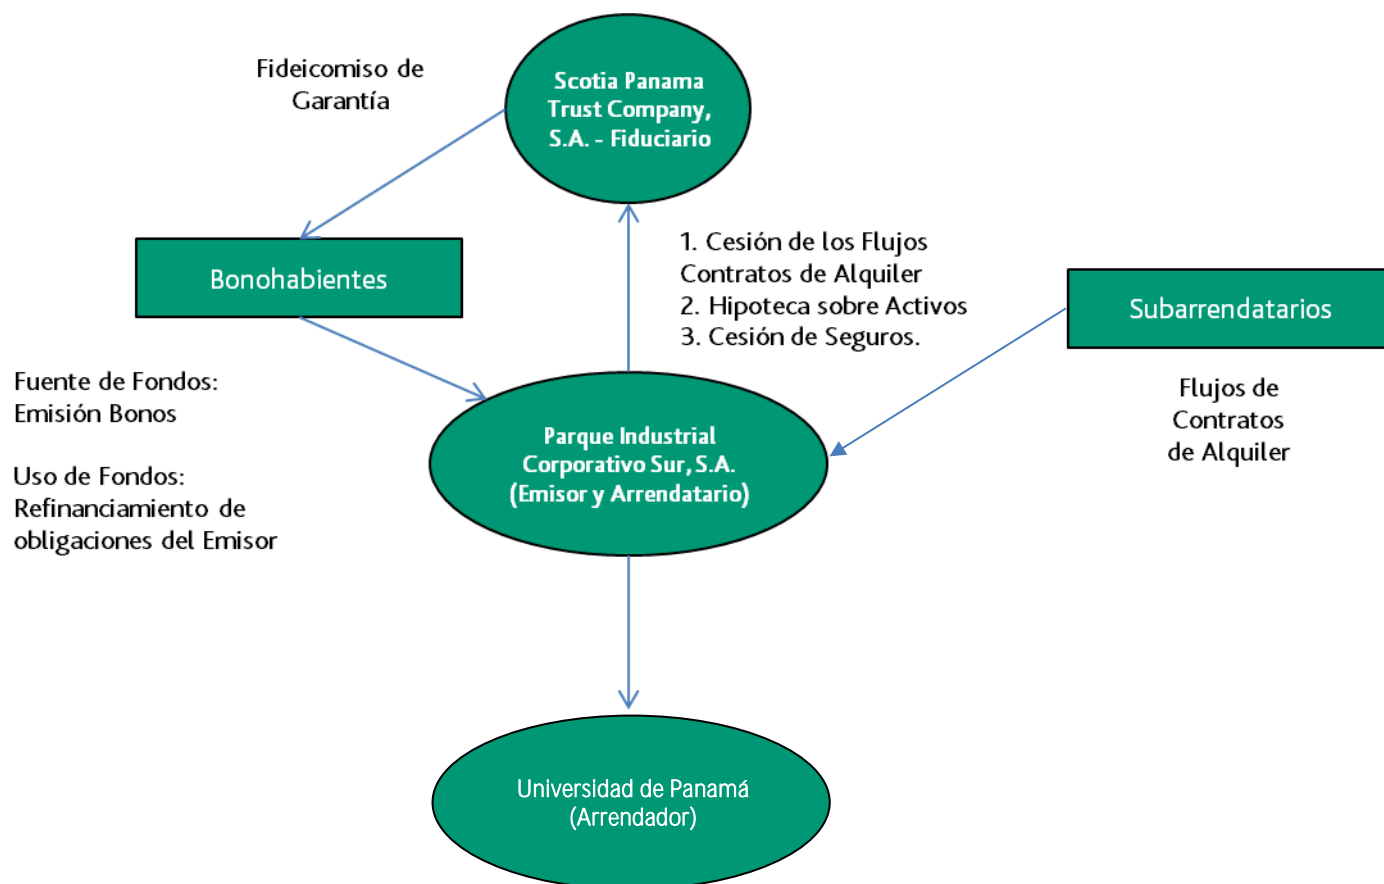 Fideicomiso de
Garantía
Scotia Panama
Trust Company,
S.A. - Fiduciario
Bonohabientes
1. Cesión de los Flujos
Contratos de Alquiler
2. Hipoteca sobre Activos
3. Cesión de Seguros.
Subarrendatarios
Flujos de
Contratos
de Alquiler
Fuente de Fondos:
Emisión Bonos
Uso de Fondos:
Refinanciamiento de
obligaciones del Emisor
Parque Industrial
Corporativo Sur, S.A.
(Emisor y Arrendatario)
Universidad de Panamá
(Arrendador)